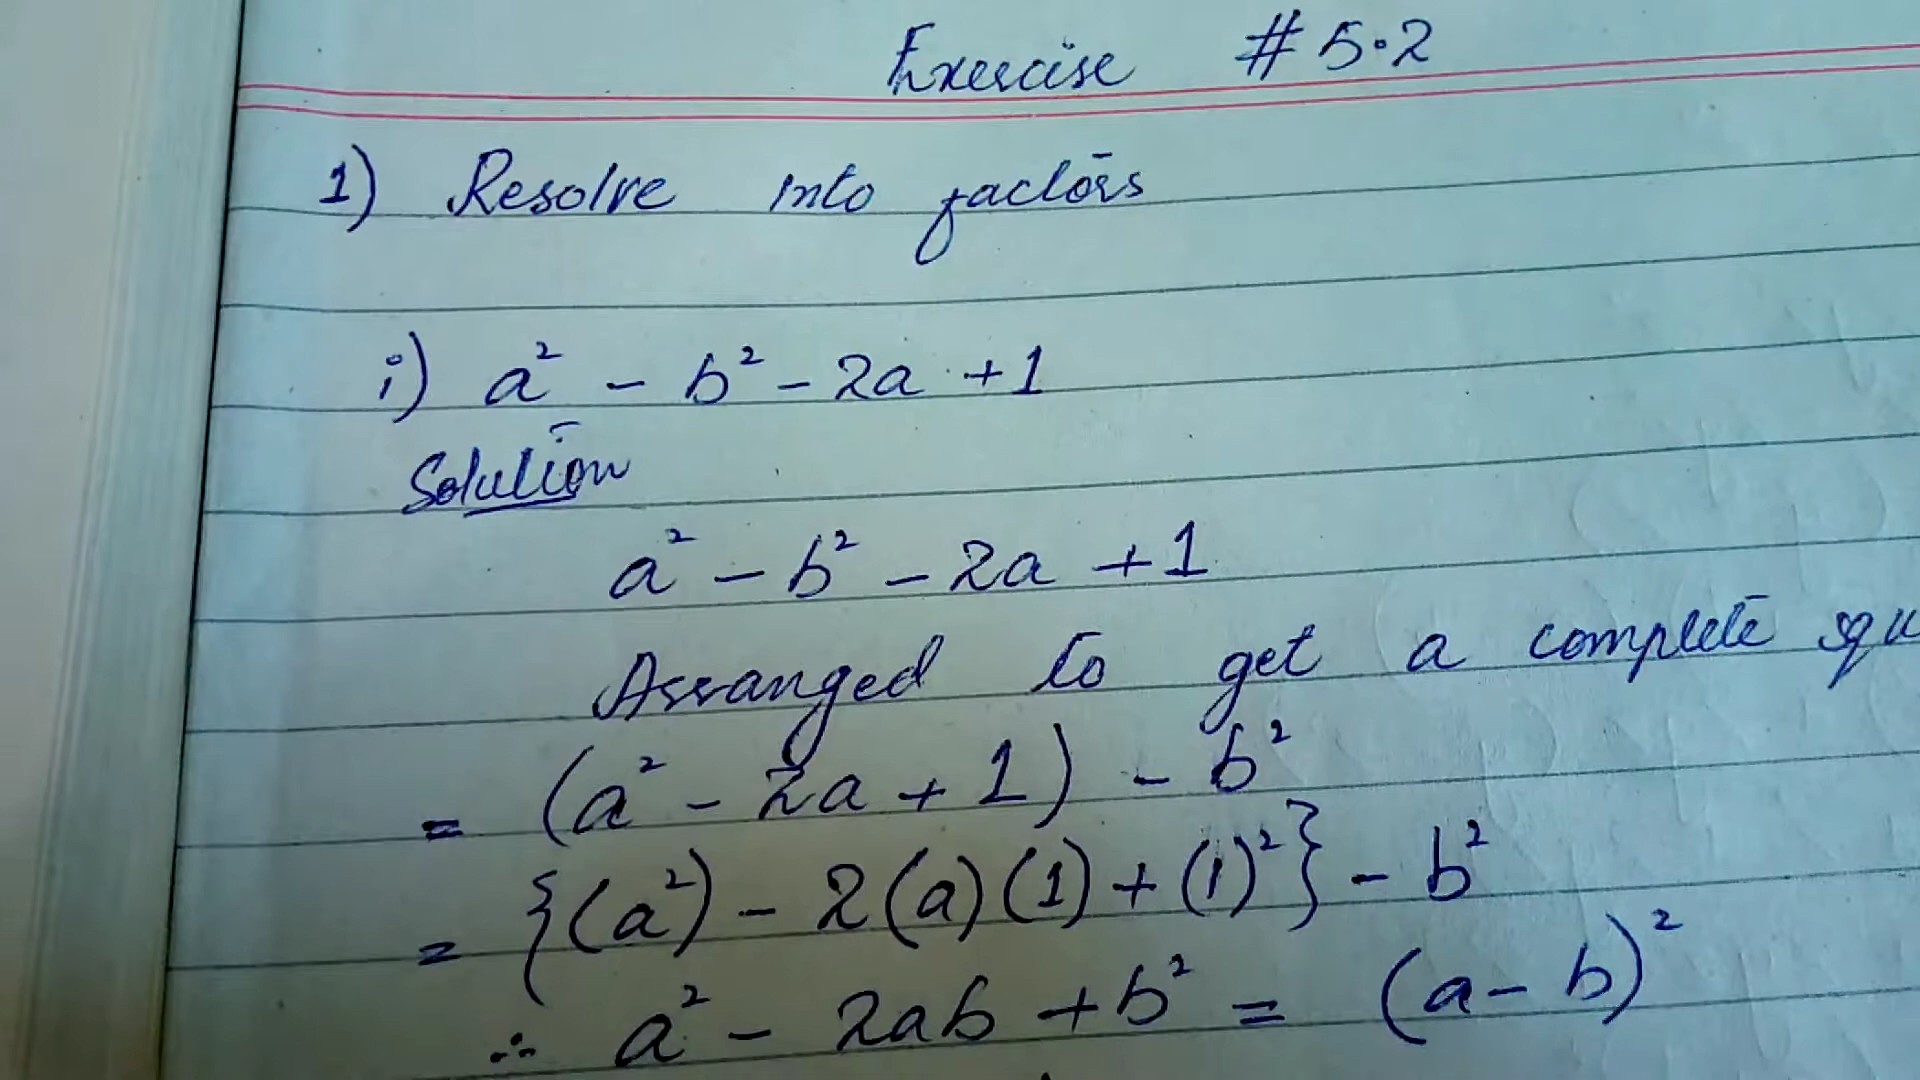 Exercise #5.2
1) Resolve into factors
i) a² - b² - 2a + 1
Solution
a² - b² - 2a + 1
Arranged to get a complete squ
= (a² - 2a + 1) - b²
= {(a²) - 2(a)(1) + (1)²} - b²
∴ a² - 2ab + b² = (a - b)²